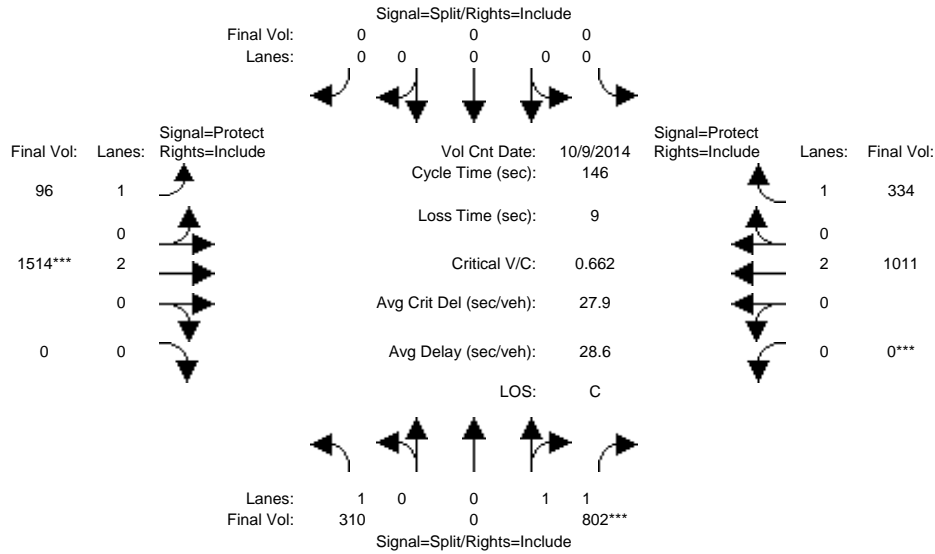 Signal=Split/Rights=Include
Final Vol: 0 0 0
Lanes: 0 0 0 0 0
Signal=Protect Signal=Protect
Final Vol: Lanes: Rights=Include Vol Cnt Date: 10/9/2014 Rights=Include Lanes: Final Vol:
Cycle Time (sec): 146
96 1 1 334
Loss Time (sec): 9
0 0
1514*** 2 Critical V/C: 0.662 2 1011
0 Avg Crit Del (sec/veh): 27.9 0
0 0 Avg Delay (sec/veh): 28.6 0 0***
LOS: C
Lanes: 1 0 0 1 1
Final Vol: 310 0 802***
Signal=Split/Rights=Include